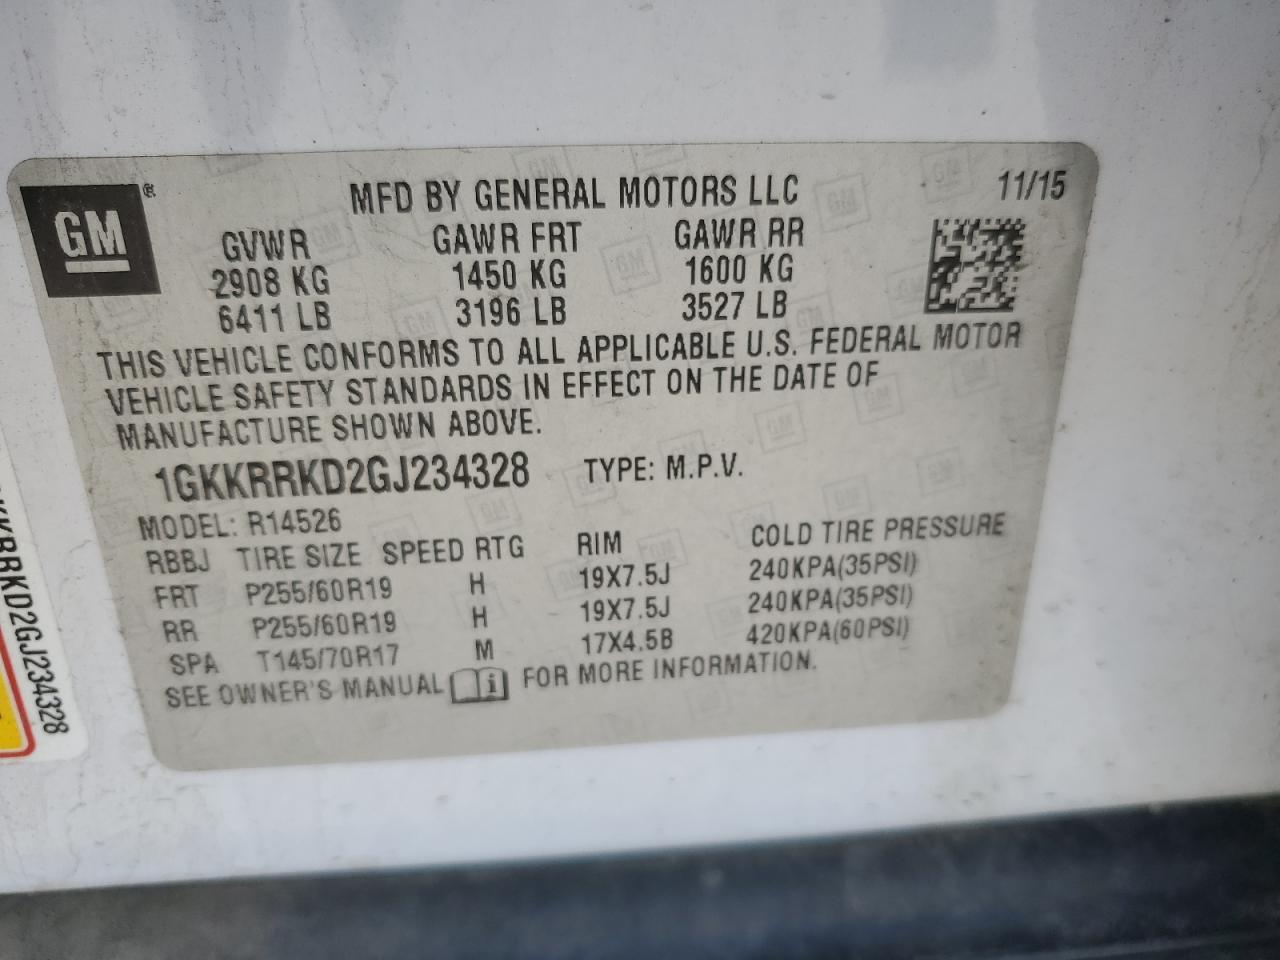 GM ®
MFD BY GENERAL MOTORS LLC 11/15
GVWR GAWR FRT GAWR RR
2908 KG 1450 KG 1600 KG
6411 LB 3196 LB 3527 LB
THIS VEHICLE CONFORMS TO ALL APPLICABLE U.S. FEDERAL MOTOR
VEHICLE SAFETY STANDARDS IN EFFECT ON THE DATE OF
MANUFACTURE SHOWN ABOVE.
1GKKRRKD2GJ234328 TYPE: M.P.V.
MODEL: R14526
RBBJ TIRE SIZE SPEED RTG RIM COLD TIRE PRESSURE
FRT P255/60R19 H 19X7.5J 240KPA(35PSI)
RR P255/60R19 H 19X7.5J 240KPA(35PSI)
SPA T145/70R17 M 17X4.5B 420KPA(60PSI)
SEE OWNER'S MANUAL i FOR MORE INFORMATION.
KRRKD2GJ234328